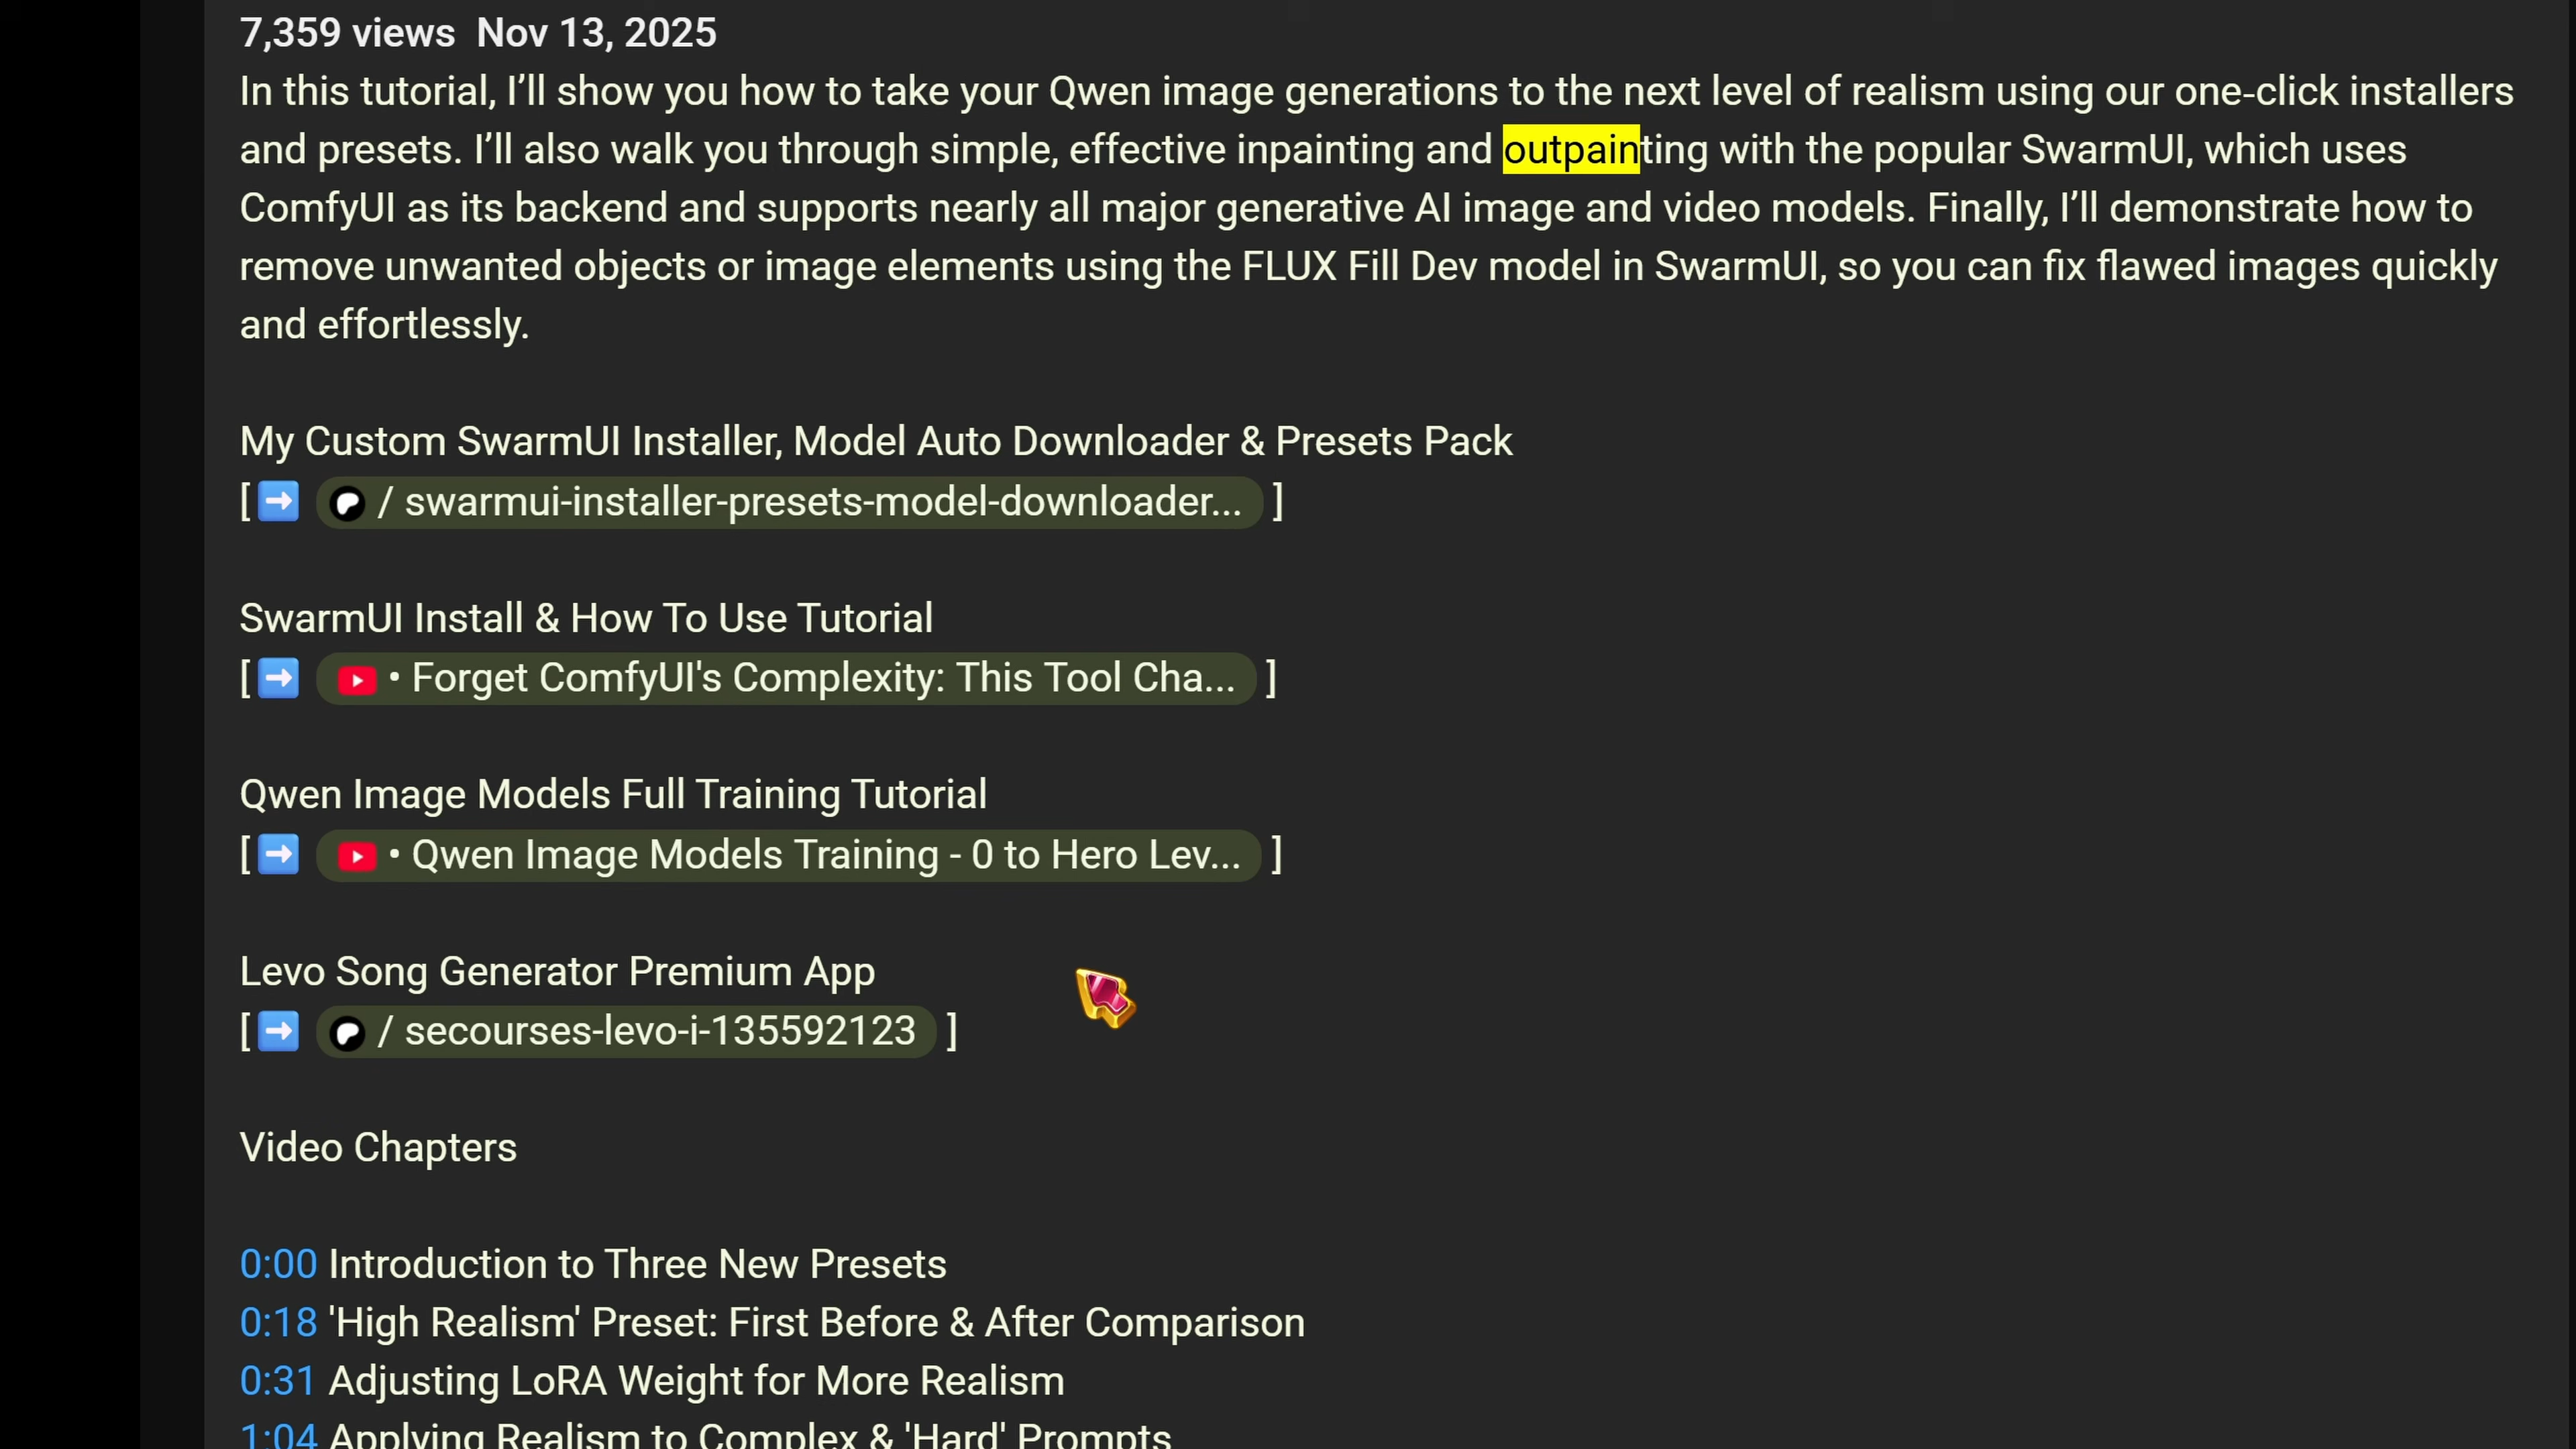 7,359 views Nov 13, 2025
In this tutorial, I’ll show you how to take your Qwen image generations to the next level of realism using our one-click installers
and presets. I’ll also walk you through simple, effective inpainting and outpainting with the popular SwarmUI, which uses
ComfyUI as its backend and supports nearly all major generative AI image and video models. Finally, I’ll demonstrate how to
remove unwanted objects or image elements using the FLUX Fill Dev model in SwarmUI, so you can fix flawed images quickly
and effortlessly.
My Custom SwarmUI Installer, Model Auto Downloader & Presets Pack
[➡️ / swarmui-installer-presets-model-downloader... ]
SwarmUI Install & How To Use Tutorial
[➡️ • Forget ComfyUI's Complexity: This Tool Cha... ]
Qwen Image Models Full Training Tutorial
[➡️ • Qwen Image Models Training - 0 to Hero Lev... ]
Levo Song Generator Premium App
[➡️ / secourses-levo-i-135592123 ]
Video Chapters
0:00 Introduction to Three New Presets
0:18 'High Realism' Preset: First Before & After Comparison
0:31 Adjusting LoRA Weight for More Realism
1:04 Applying Realism to Complex & 'Hard' Prompts